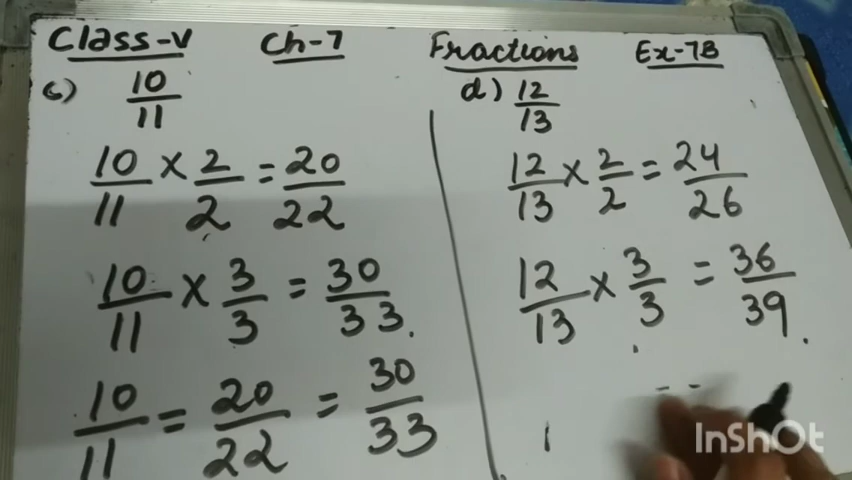 Class-V Ch-7 Fractions Ex-7B
c) 10/11
10/11 × 2/2 = 20/22
10/11 × 3/3 = 30/33.
10/11 = 20/22 = 30/33
d) 12/13
12/13 × 2/2 = 24/26
12/13 × 3/3 = 36/39.
InShOt